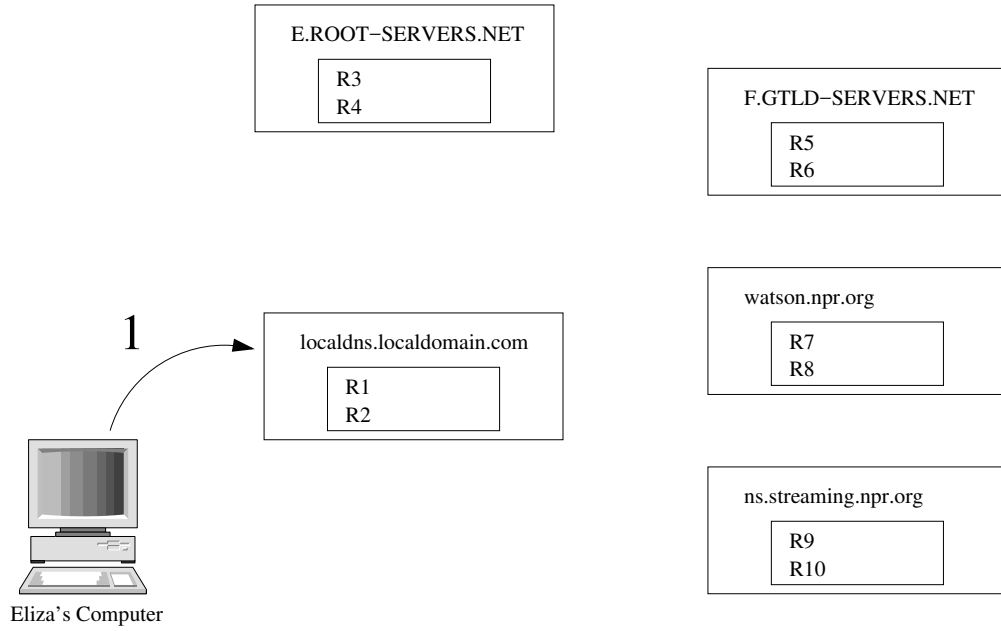 E.ROOT−SERVERS.NET
R3
R4
F.GTLD−SERVERS.NET
R5
R6
watson.npr.org
R7
R8
1
localdns.localdomain.com
R1
R2
ns.streaming.npr.org
R9
R10
Eliza's Computer